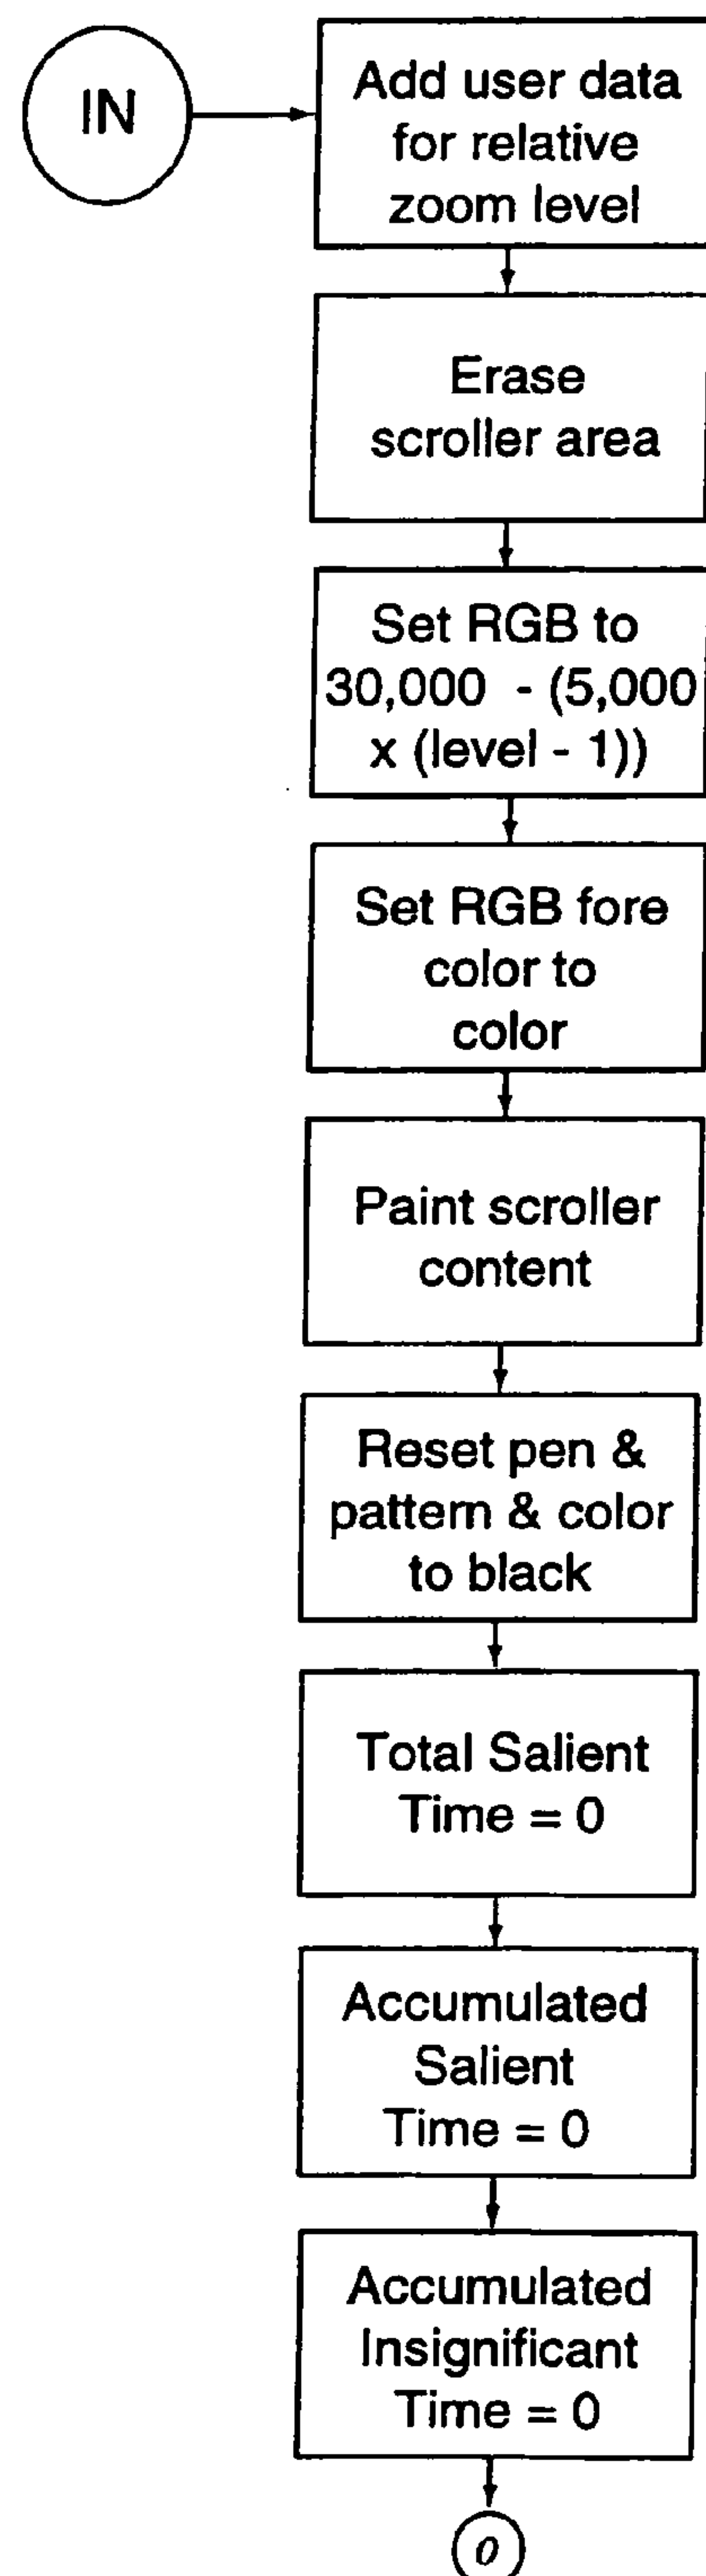 IN
Add user data
for relative
zoom level
Erase
scroller area
Set RGB to
30,000 - (5,000
x (level - 1))
Set RGB fore
color to
color
Paint scroller
content
Reset pen &
pattern & color
to black
Total Salient
Time = 0
Accumulated
Salient
Time = 0
Accumulated
Insignificant
Time = 0
0